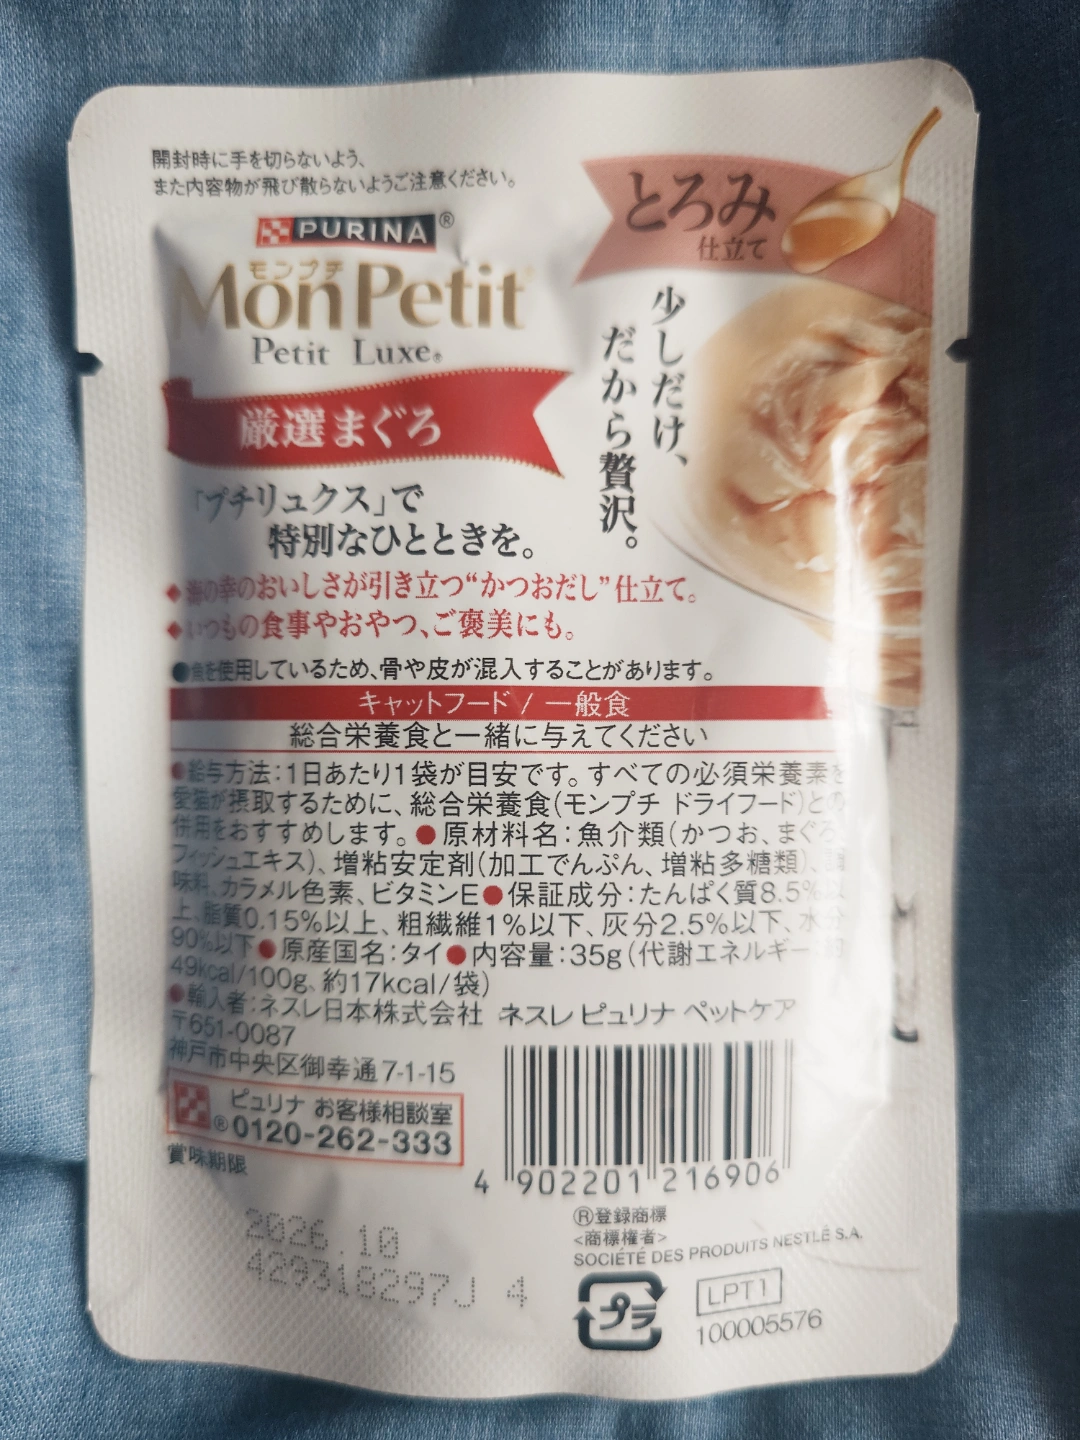 開封時に手を切らないよう、
また内容物が飛び散らないようご注意ください。
PURINA®
モンプチ
Mon Petit
Petit Luxe®
とろみ
仕立て
少しだけ、
だから贅沢。
厳選まぐろ
「プチリュクス」で
特別なひとときを。
◆海の幸のおいしさが引き立つ“かつおだし”仕立て。
◆いつもの食事やおやつ、ご褒美にも。
●魚を使用しているため、骨や皮が混入することがあります。
キャットフード / 一般食
総合栄養食と一緒に与えてください
●給与方法：1日あたり1袋が目安です。すべての必須栄養素を
愛猫が摂取するために、総合栄養食(モンプチ ドライフード)との
併用をおすすめします。●原材料名：魚介類(かつお、まぐろ、
フィッシュエキス)、増粘安定剤(加工でんぷん、増粘多糖類)、調
味料、カラメル色素、ビタミンE●保証成分：たんぱく質8.5%以
上、脂質0.15%以上、粗繊維1%以下、灰分2.5%以下、水分
90%以下●原産国名：タイ●内容量：35g(代謝エネルギー 約
49kcal/100g、約17kcal/袋)
●輸入者：ネスレ日本株式会社 ネスレ ピュリナ ペットケア
〒651-0087
神戸市中央区御幸通7-1-15
ピュリナ お客様相談室
®0120-262-333
賞味期限
2026.10
429318297J 4
4 902201 216906
®登録商標
<商標権者>
SOCIÉTÉ DES PRODUITS NESTLÉ S.A.
プラ
LPT1
100005576